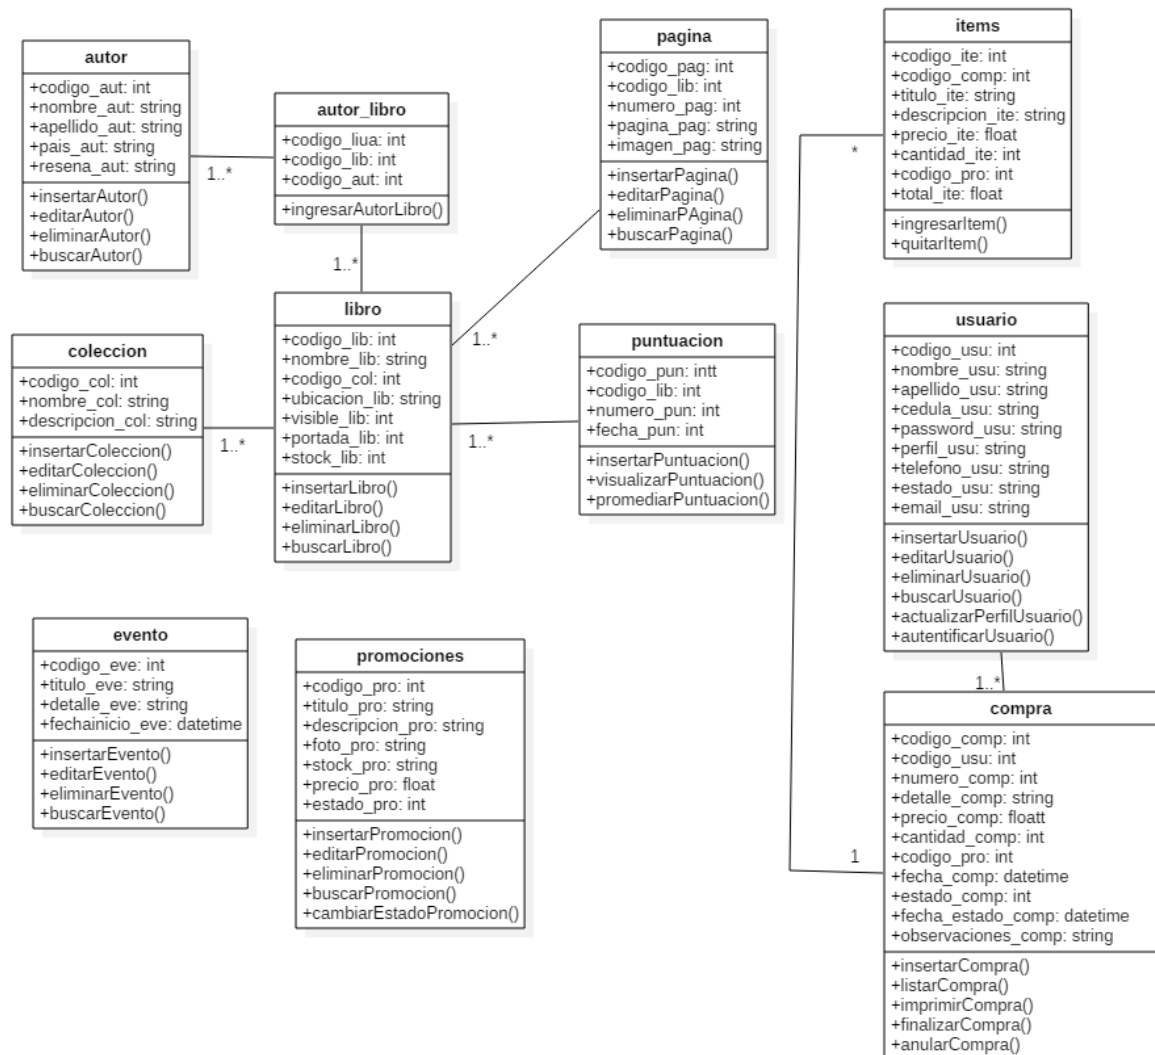 autor
+codigo_aut: int
+nombre_aut: string
+apellido_aut: string
+pais_aut: string
+resena_aut: string
+insertarAutor()
+editarAutor()
+eliminarAutor()
+buscarAutor()
1..*
autor_libro
+codigo_liua: int
+codigo_lib: int
+codigo_aut: int
+ingresarAutorLibro()
1..*
pagina
+codigo_pag: int
+codigo_lib: int
+numero_pag: int
+pagina_pag: string
+imagen_pag: string
+insertarPagina()
+editarPagina()
+eliminarPAgina()
+buscarPagina()
1..*
items
+codigo_ite: int
+codigo_comp: int
+titulo_ite: string
+descripcion_ite: string
+precio_ite: float
+cantidad_ite: int
+codigo_pro: int
+total_ite: float
+ingresarItem()
+quitarItem()
*
coleccion
+codigo_col: int
+nombre_col: string
+descripcion_col: string
+insertarColeccion()
+editarColeccion()
+eliminarColeccion()
+buscarColeccion()
1..*
libro
+codigo_lib: int
+nombre_lib: string
+codigo_col: int
+ubicacion_lib: string
+visible_lib: int
+portada_lib: int
+stock_lib: int
+insertarLibro()
+editarLibro()
+eliminarLibro()
+buscarLibro()
1..*
puntuacion
+codigo_pun: intt
+codigo_lib: int
+numero_pun: int
+fecha_pun: int
+insertarPuntuacion()
+visualizarPuntuacion()
+promediarPuntuacion()
usuario
+codigo_usu: int
+nombre_usu: string
+apellido_usu: string
+cedula_usu: string
+password_usu: string
+perfil_usu: string
+telefono_usu: string
+estado_usu: string
+email_usu: string
+insertarUsuario()
+editarUsuario()
+eliminarUsuario()
+buscarUsuario()
+actualizarPerfilUsuario()
+autentificarUsuario()
1..*
evento
+codigo_eve: int
+titulo_eve: string
+detalle_eve: string
+fechainicio_eve: datetime
+insertarEvento()
+editarEvento()
+eliminarEvento()
+buscarEvento()
promociones
+codigo_pro: int
+titulo_pro: string
+descripcion_pro: string
+foto_pro: string
+stock_pro: string
+precio_pro: float
+estado_pro: int
+insertarPromocion()
+editarPromocion()
+eliminarPromocion()
+buscarPromocion()
+cambiarEstadoPromocion()
1
compra
+codigo_comp: int
+codigo_usu: int
+numero_comp: int
+detalle_comp: string
+precio_comp: floatt
+cantidad_comp: int
+codigo_pro: int
+fecha_comp: datetime
+estado_comp: int
+fecha_estado_comp: datetime
+observaciones_comp: string
+insertarCompra()
+listarCompra()
+imprimirCompra()
+finalizarCompra()
+anularCompra()